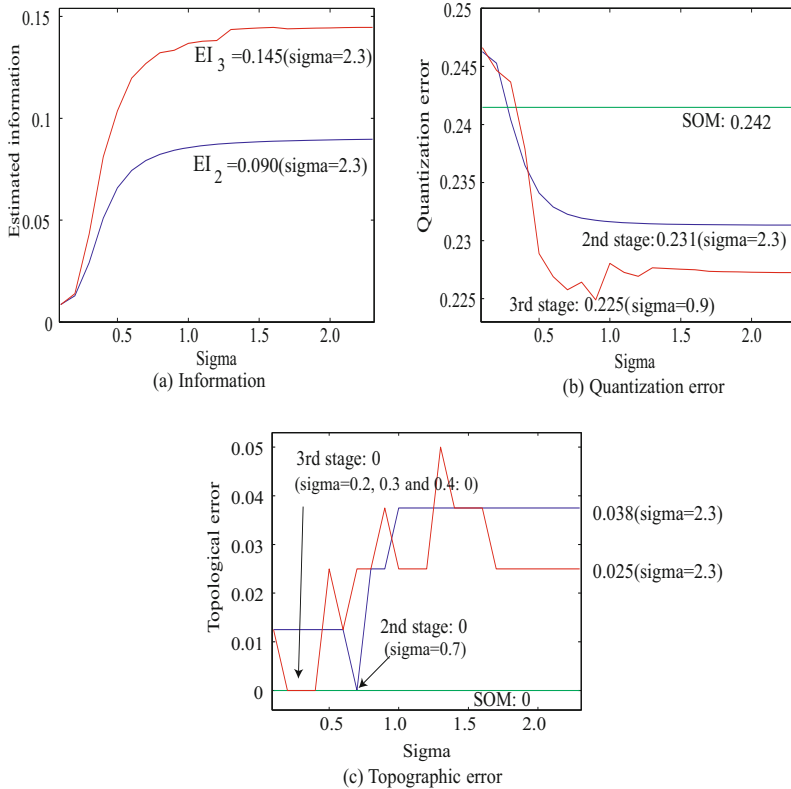 0.15
0.1
0.05
0
Estimated information
EI3 =0.145(sigma=2.3)
EI2 =0.090(sigma=2.3)
0.5 1.0 1.5 2.0
Sigma
(a) Information
0.25
0.245
0.24
0.235
0.23
0.225
Quantization error
SOM: 0.242
2nd stage: 0.231(sigma=2.3)
3rd stage: 0.225(sigma=0.9)
0.5 1.0 1.5 2.0
Sigma
(b) Quantization error
0.05
0.04
0.03
0.02
0.01
0
Topological error
3rd stage: 0
(sigma=0.2, 0.3 and 0.4: 0)
0.038(sigma=2.3)
0.025(sigma=2.3)
2nd stage: 0
(sigma=0.7)
SOM: 0
0.5 1.0 1.5 2.0
Sigma
(c) Topographic error